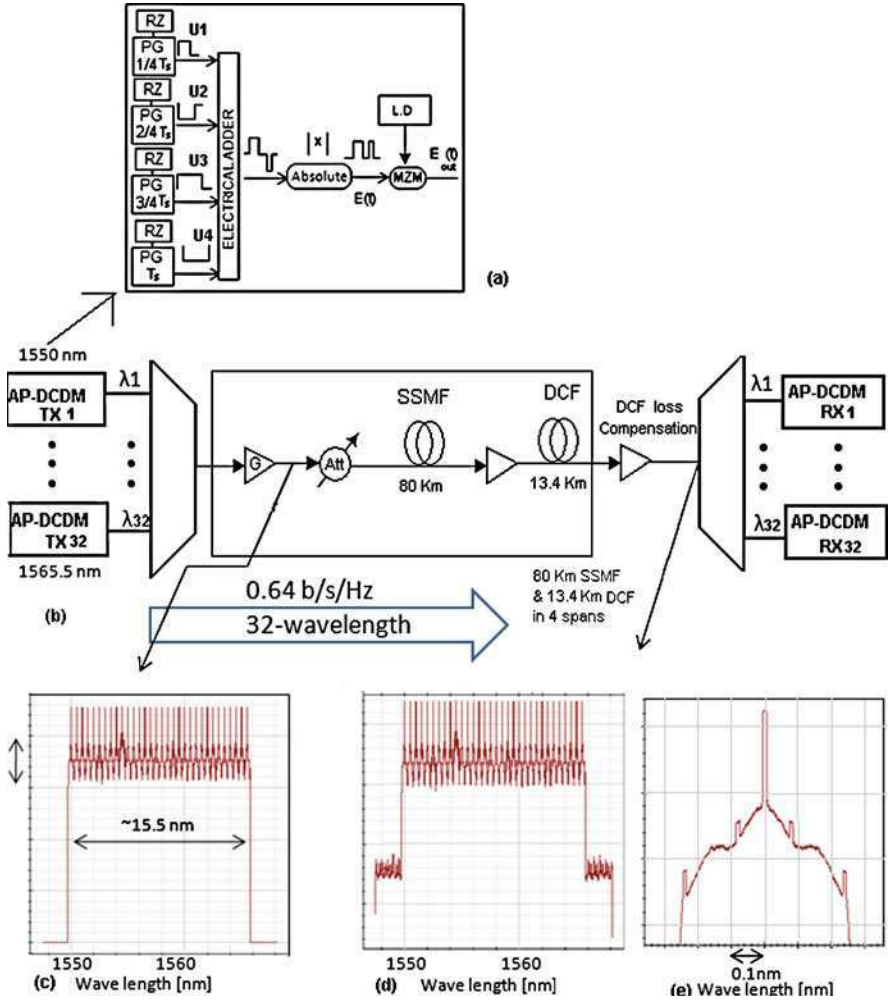 RZ
PG
1/4 Ts
U1
RZ
PG
2/4 Ts
U2
RZ
PG
3/4 Ts
U3
RZ
PG
Ts
U4
ELECTRICALADDER
|x|
Absolute
E(t)
L.D
MZM
E out (t)
(a)
1550 nm
AP-DCDM
TX 1
λ1
AP-DCDM
TX 32
λ32
1565.5 nm
(b)
G
Att
SSMF
80 Km
DCF
13.4 Km
DCF loss
Compensation
λ1
AP-DCDM
RX 1
λ32
AP-DCDM
RX32
0.64 b/s/Hz
32-wavelength
80 Km SSMF
& 13.4 Km DCF
in 4 spans
~15.5 nm
1550 1560
(c) Wave length [nm]
1550 1560
(d) Wave length [nm]
0.1nm
(e) Wave length [nm]